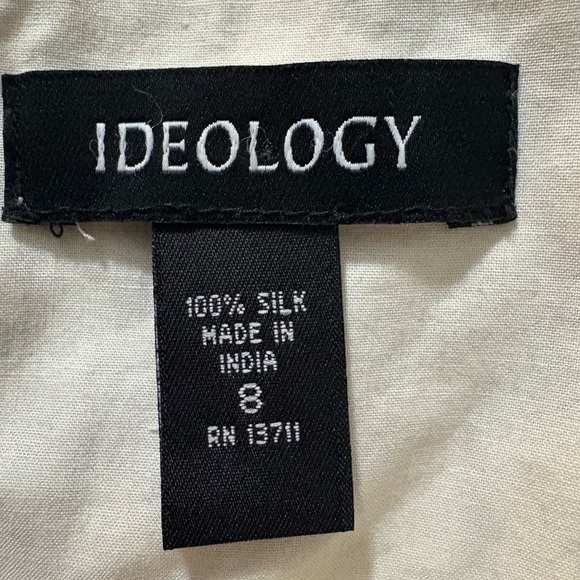 IDEOLOGY
100% SILK
MADE IN
INDIA
8
RN 13711